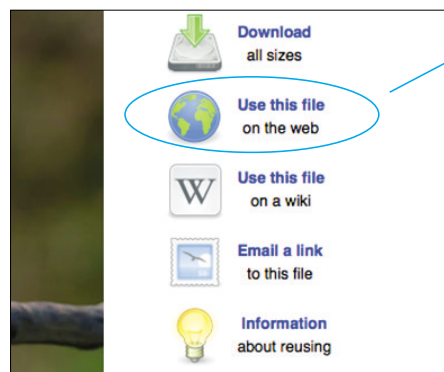 Download
all sizes
Use this file
on the web
W
Use this file
on a wiki
Email a link
to this file
Information
about reusing